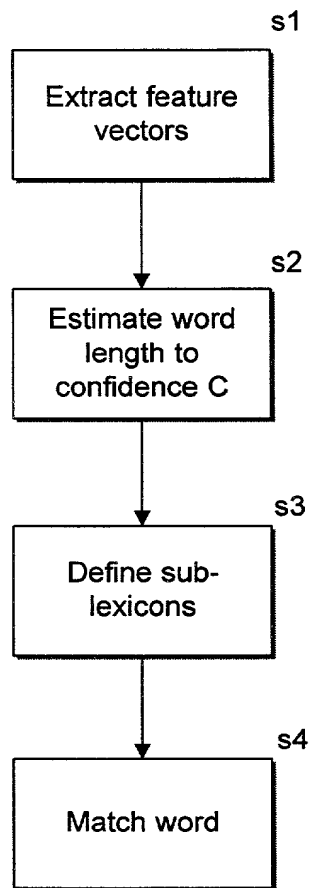 s1
Extract feature
vectors
s2
Estimate word
length to
confidence C
s3
Define sub-
lexicons
s4
Match word